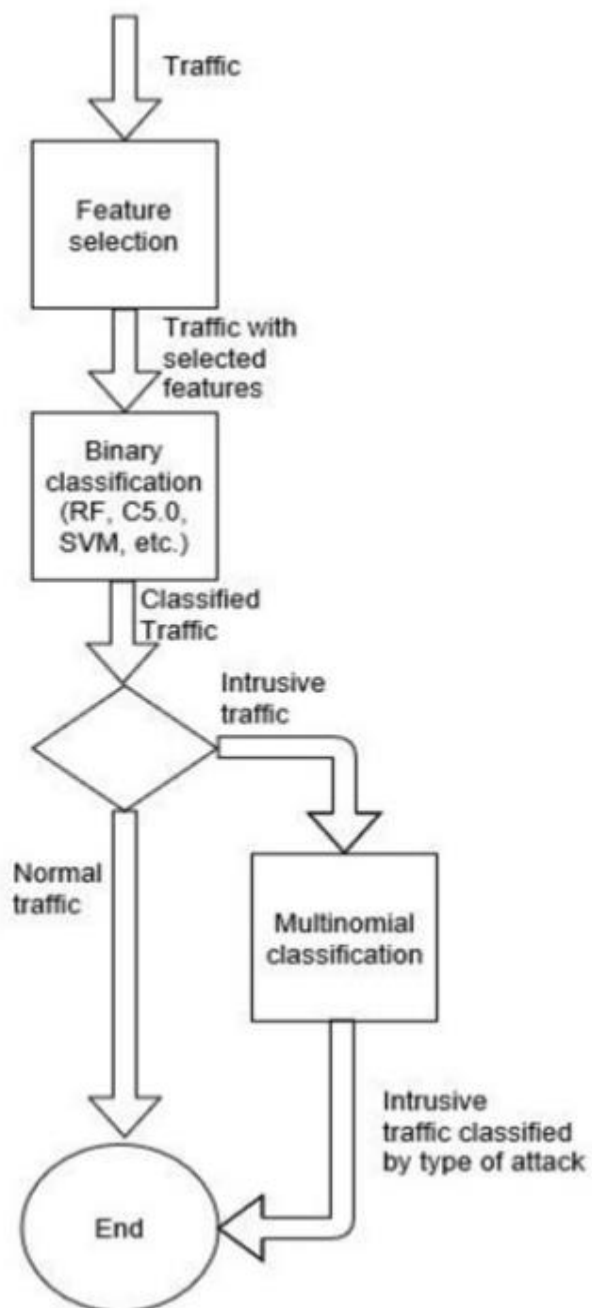 Traffic
Feature
selection
Traffic with
selected
features
Binary
classification
(RF, C5.0,
SVM, etc.)
Classified
Traffic
Intrusive
traffic
Normal
traffic
Multinomial
classification
Intrusive
traffic classified
by type of attack
End